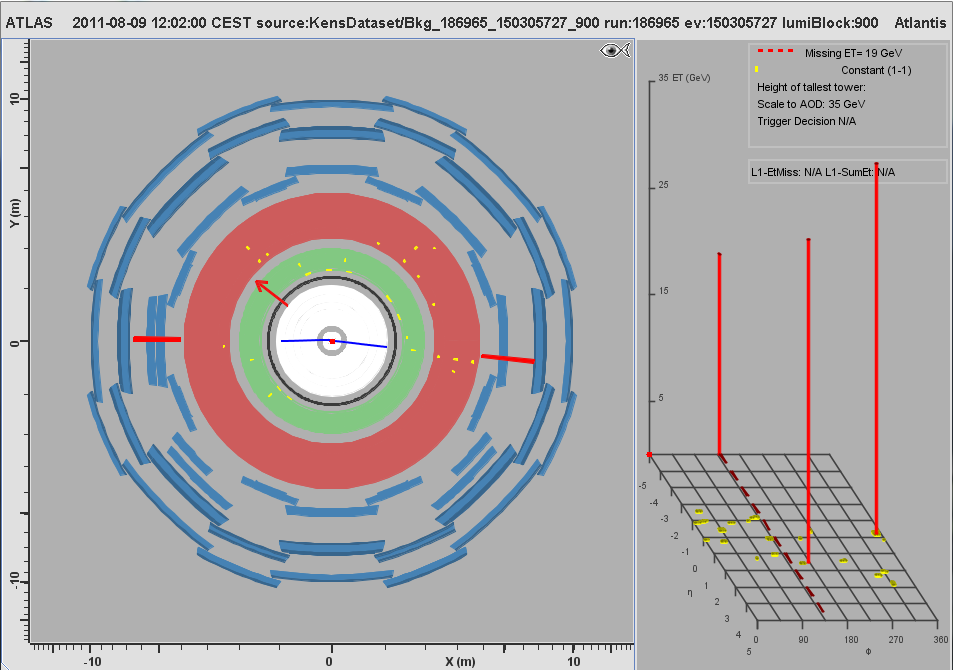 ATLAS 2011-08-09 12:02:00 CEST source:KensDataset/Bkg_186965_150305727_900 run:186965 ev:150305727 lumiBlock:900 Atlantis
10
Y (m)
0
-10
-10
0
X (m)
10
Missing ET= 19 GeV
Constant (1-1)
Height of tallest tower:
Scale to AOD: 35 GeV
Trigger Decision N/A
L1-EtMiss: N/A L1-SumEt: N/A
35 ET (GeV)
25
15
5
-5
-4
-3
-2
-1
0
1
η
2
3
4
5
0
90
180
270
360
ϕ